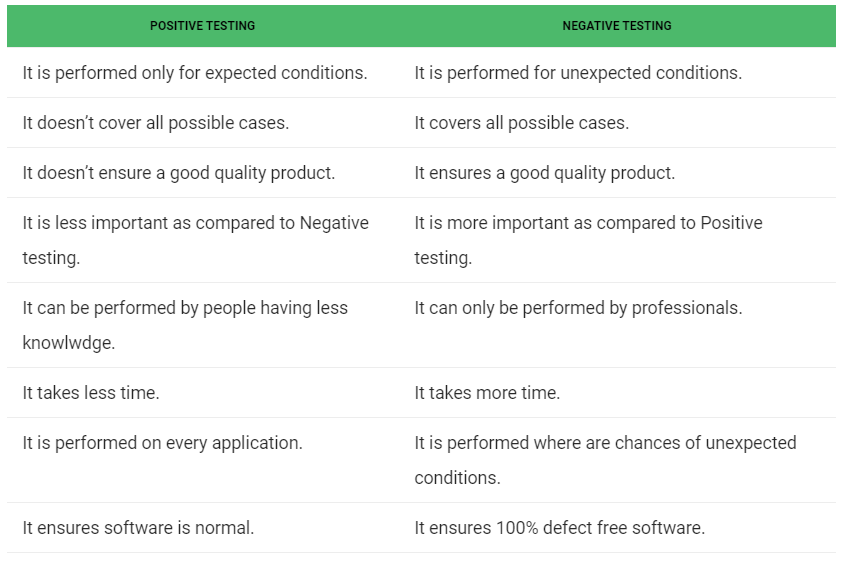 POSITIVE TESTING NEGATIVE TESTING
It is performed only for expected conditions. It is performed for unexpected conditions.
It doesn’t cover all possible cases. It covers all possible cases.
It doesn’t ensure a good quality product. It ensures a good quality product.
It is less important as compared to Negative It is more important as compared to Positive
testing. testing.
It can be performed by people having less It can only be performed by professionals.
knowlwdge.
It takes less time. It takes more time.
It is performed on every application. It is performed where are chances of unexpected
conditions.
It ensures software is normal. It ensures 100% defect free software.